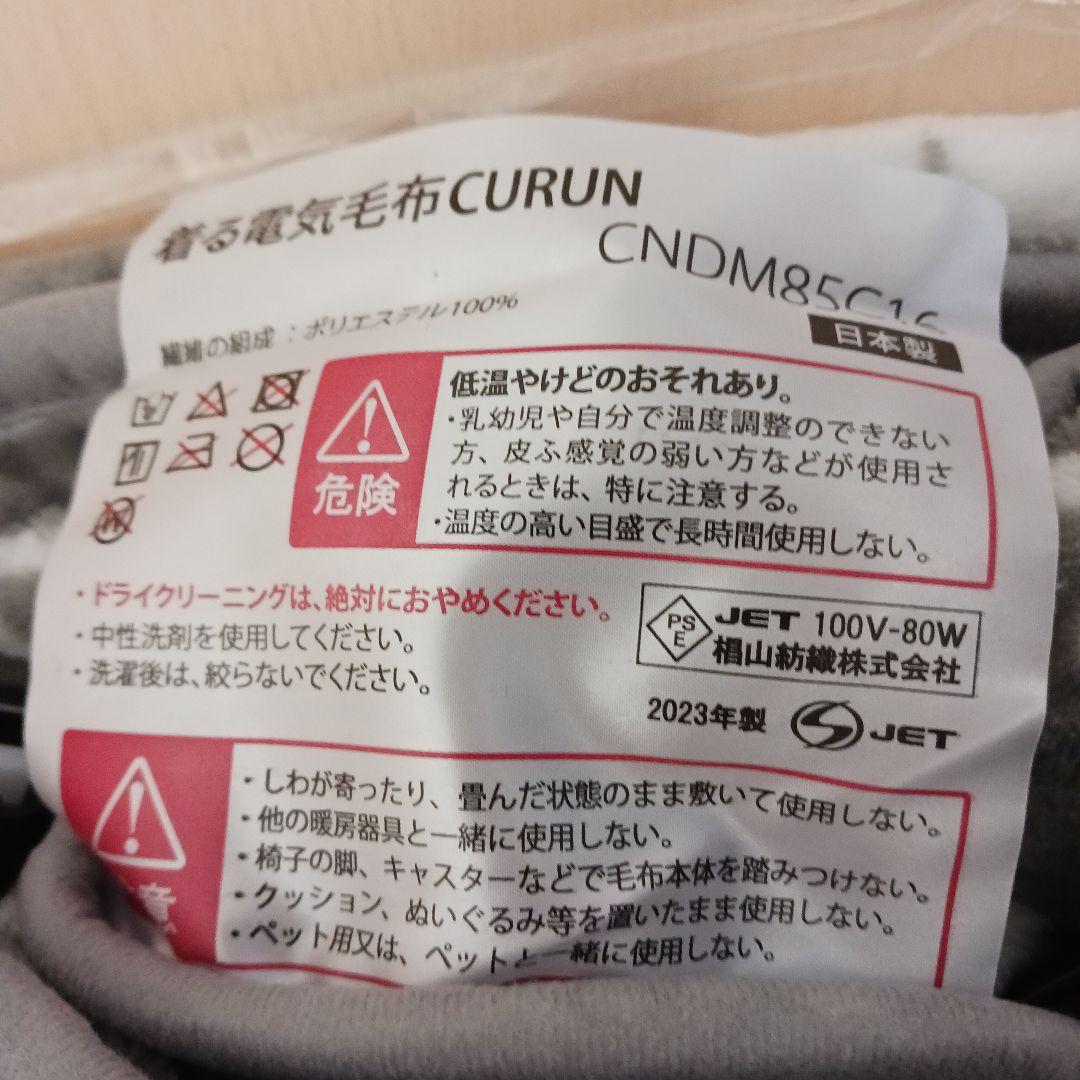 着る電気毛布CURUN
CNDM85C16
繊維の組成：ポリエステル100%
日本製
低温やけどのおそれあり。
・乳幼児や自分で温度調整のできない
方、皮ふ感覚の弱い方などが使用さ
れるときは、特に注意する。
・温度の高い目盛で長時間使用しない。
危険
・ドライクリーニングは、絶対におやめください。
・中性洗剤を使用してください。
・洗濯後は、絞らないでください。
PS
E
JET 100V-80W
椙山紡織株式会社
2023年製
JET
・しわが寄ったり、畳んだ状態のまま敷いて使用しない。
・他の暖房器具と一緒に使用しない。
・椅子の脚、キャスターなどで毛布本体を踏みつけない。
・クッション、ぬいぐるみ等を置いたまま使用しない。
・ペット用又は、ペットと一緒に使用しない。